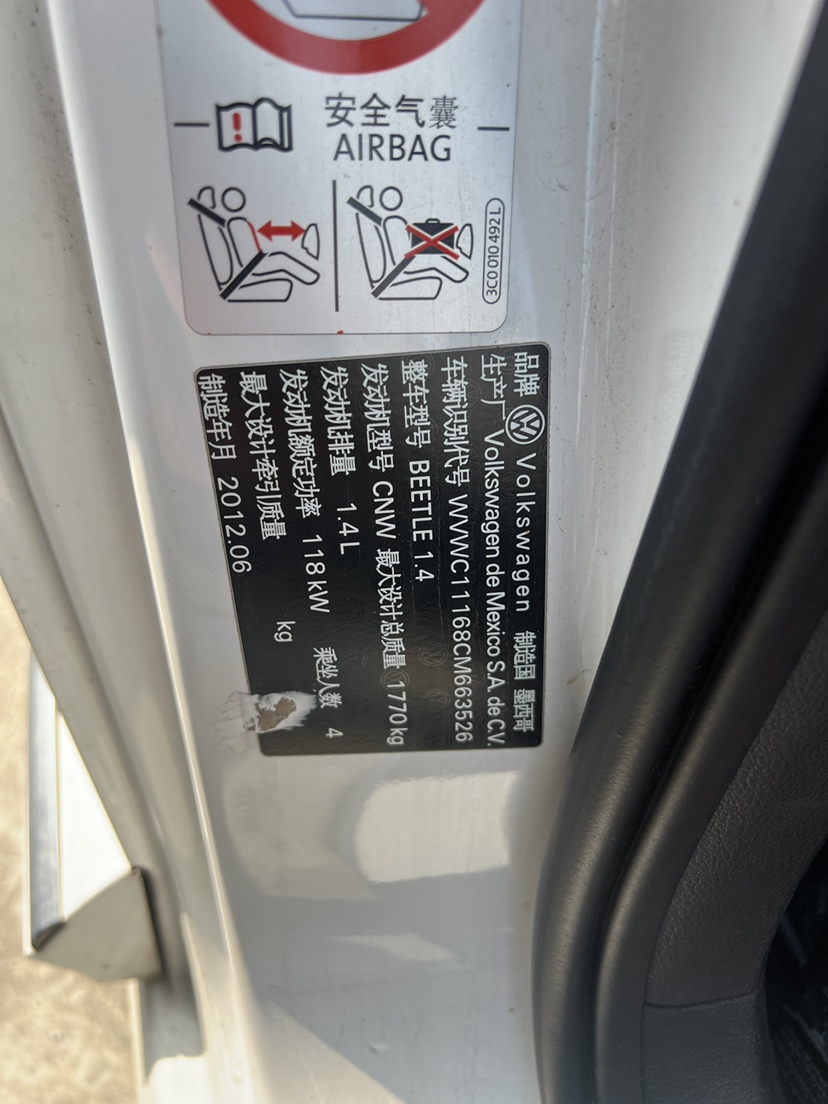 安全气囊
AIRBAG
3C0 010 492 L
品牌 Volkswagen 制造国 墨西哥
生产厂 Volkswagen de Mexico S.A. de C.V.
车辆识别代号 WVWC11168CM663526
整车型号 BEETLE 1.4
发动机型号 CNW 最大设计总质量 1770kg
发动机排量 1.4L
发动机额定功率 118kW 乘坐人数 4
最大设计牵引质量 kg
制造年月 2012.06